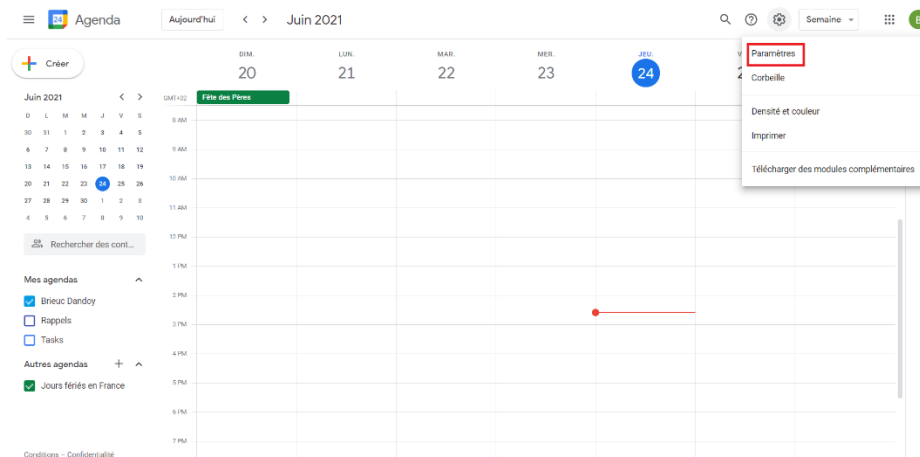 24 Agenda Aujourd'hui < > Juin 2021 Semaine
Paramètres
Corbeille
Densité et couleur
Imprimer
Télécharger des modules complémentaires
Créer
DIM. LUN. MAR. MER. JEU. V
20 21 22 23 24
GMT+02 Fête des Pères
Juin 2021 < >
D L M M J V S
30 31 1 2 3 4 5
6 7 8 9 10 11 12
13 14 15 16 17 18 19
20 21 22 23 24 25 26
27 28 29 30 1 2 3
4 5 6 7 8 9 10
Rechercher des cont...
Mes agendas
Brieuc Dandoy
Rappels
Tasks
Autres agendas +
Jours fériés en France
Conditions – Confidentialité
8 AM
9 AM
10 AM
11 AM
12 PM
1 PM
2 PM
3 PM
4 PM
5 PM
6 PM
7 PM